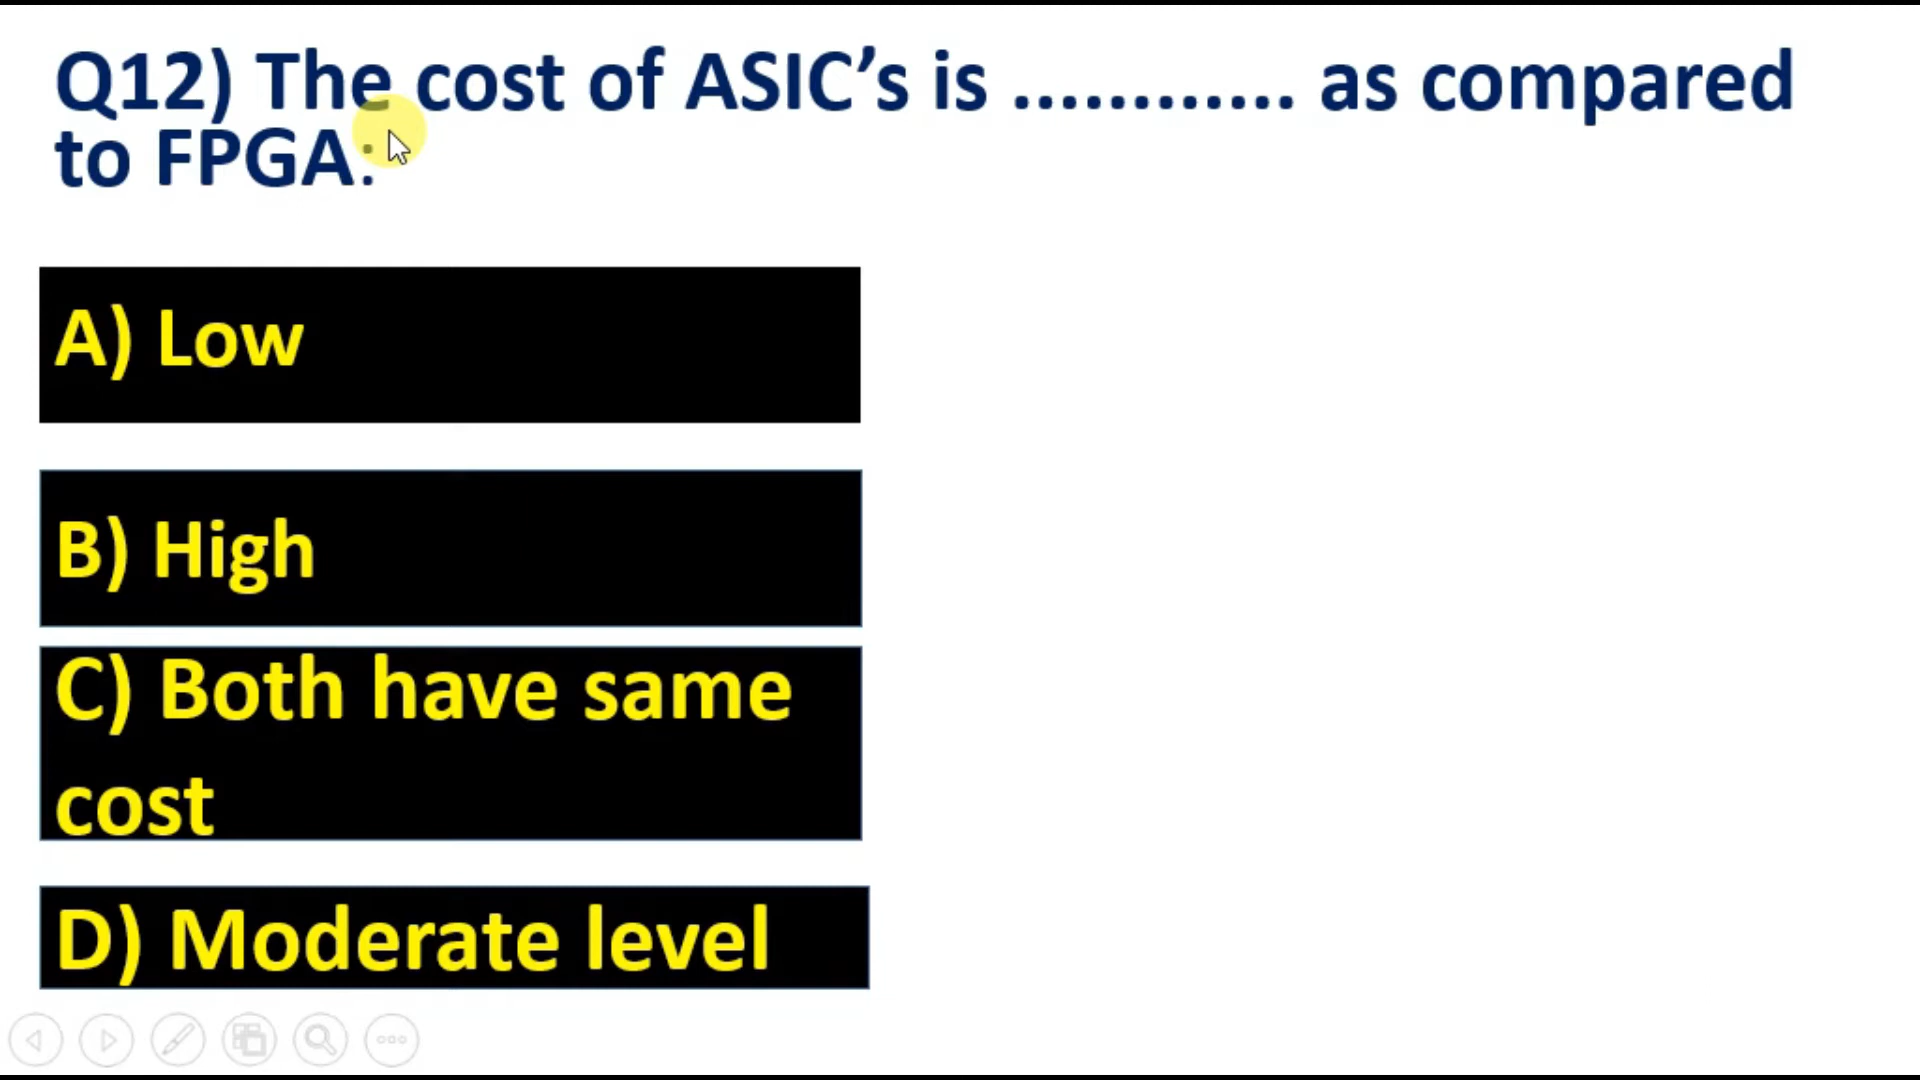 Q12) The cost of ASIC’s is ............ as compared
to FPGA:
A) Low
B) High
C) Both have same
cost
D) Moderate level